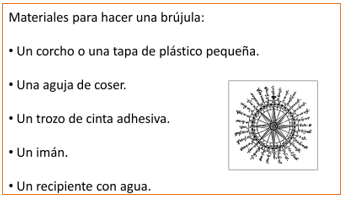 Materiales para hacer una brújula:
• Un corcho o una tapa de plástico pequeña.
• Una aguja de coser.
• Un trozo de cinta adhesiva.
• Un imán.
• Un recipiente con agua.